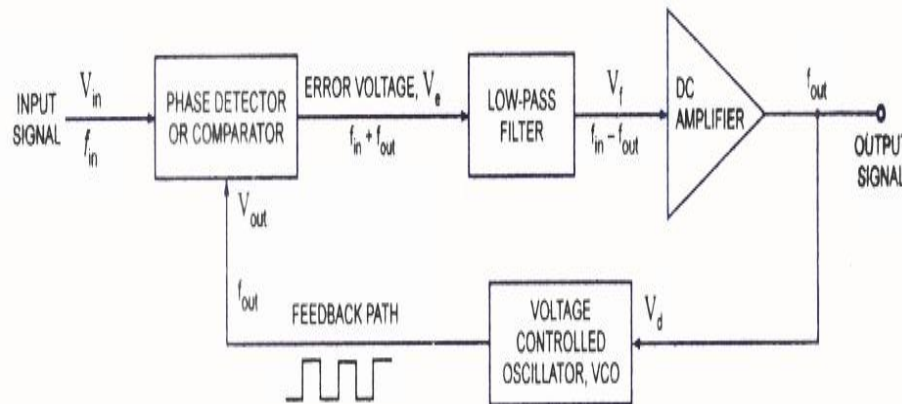 INPUT
SIGNAL
V_in
f_in
PHASE DETECTOR
OR COMPARATOR
ERROR VOLTAGE, V_e
f_in + f_out
LOW-PASS
FILTER
V_f
f_in - f_out
DC
AMPLIFIER
f_out
OUTPUT
SIGNAL
V_out
f_out
FEEDBACK PATH
VOLTAGE
CONTROLLED
OSCILLATOR, VCO
V_d